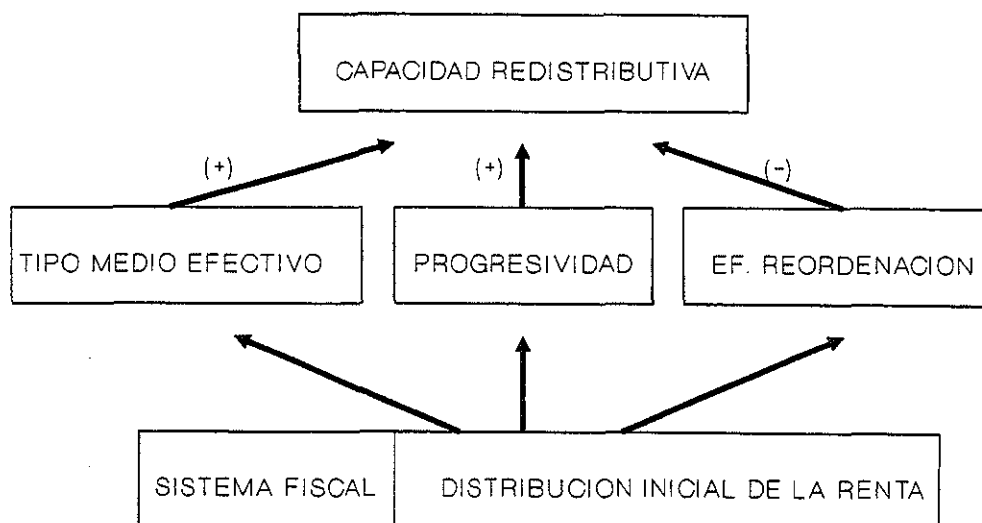 CAPACIDAD REDISTRIBUTIVA
(+)
(+)
(-)
TIPO MEDIO EFECTIVO
PROGRESIVIDAD
EF. REORDENACION
SISTEMA FISCAL
DISTRIBUCION INICIAL DE LA RENTA